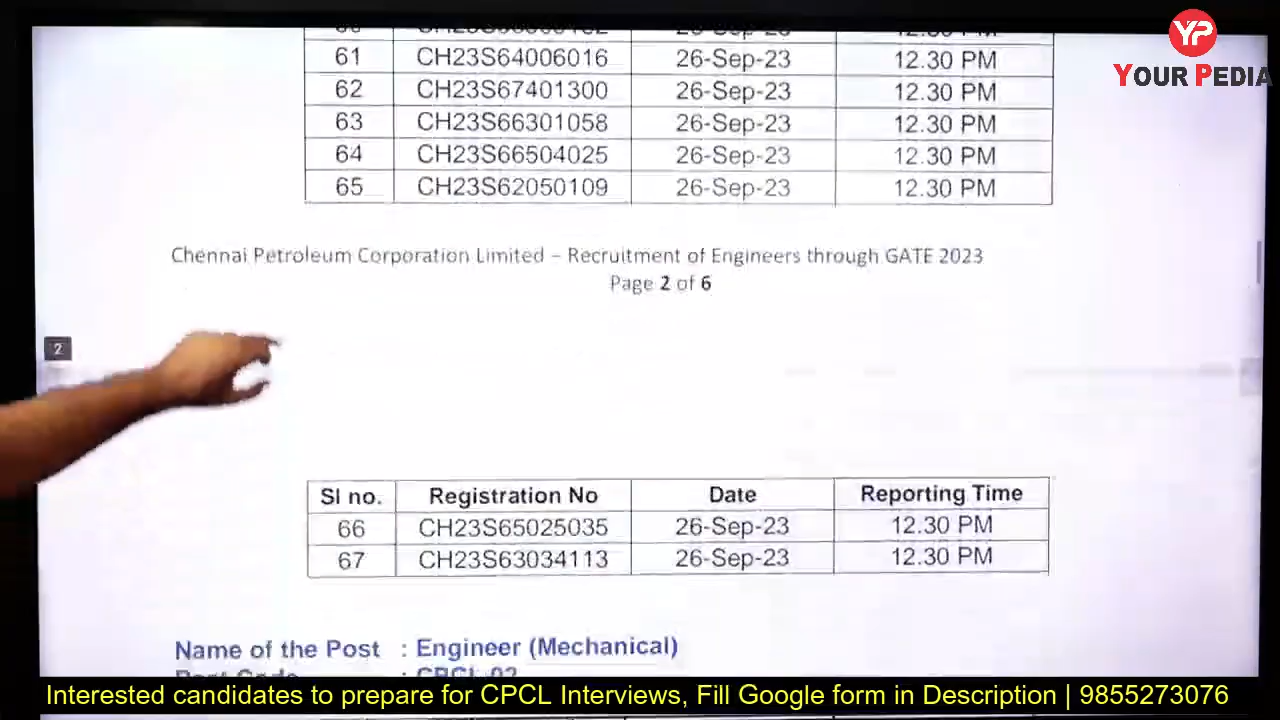 YP
YOUR PEDIA
61 CH23S64006016 26-Sep-23 12.30 PM
62 CH23S67401300 26-Sep-23 12.30 PM
63 CH23S66301058 26-Sep-23 12.30 PM
64 CH23S66504025 26-Sep-23 12.30 PM
65 CH23S62050109 26-Sep-23 12.30 PM
Chennai Petroleum Corporation Limited – Recruitment of Engineers through GATE 2023
Page 2 of 6
2
Sl no. Registration No Date Reporting Time
66 CH23S65025035 26-Sep-23 12.30 PM
67 CH23S63034113 26-Sep-23 12.30 PM
Name of the Post : Engineer (Mechanical)
Interested candidates to prepare for CPCL Interviews, Fill Google form in Description | 9855273076